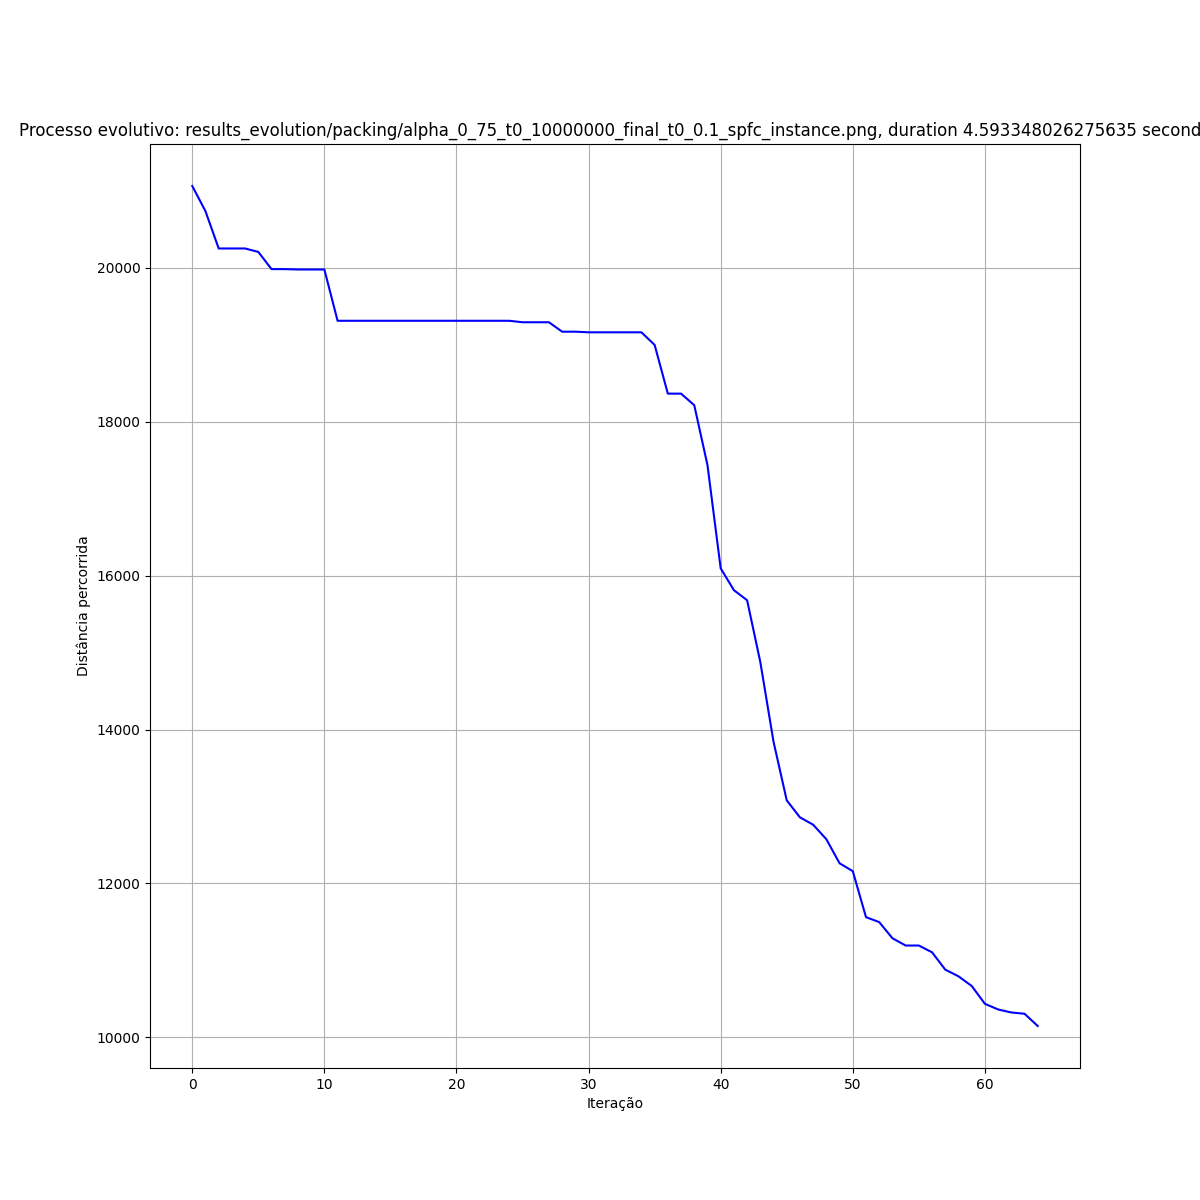 Processo evolutivo: results_evolution/packing/alpha_0_75_t0_10000000_final_t0_0.1_spfc_instance.png, duration 4.593348026275635 second
20000
18000
16000
14000
12000
10000
Distância percorrida
0 10 20 30 40 50 60
Iteração